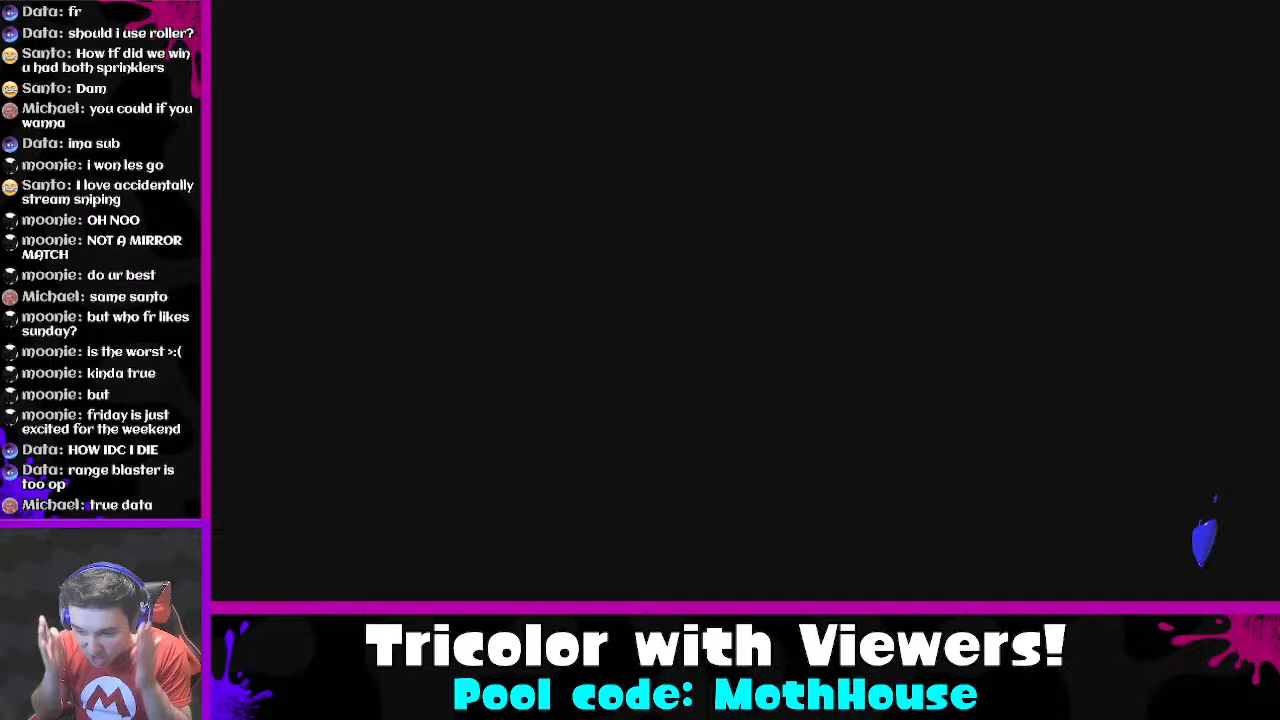 Data: fr
Data: should i use roller?
Santo: How tf did we win
u had both sprinklers
Santo: Dam
Michael: you could if you
wanna
Data: ima sub
moonie: i won les go
Santo: I love accidentally
stream sniping
moonie: OH NOO
moonie: NOT A MIRROR
MATCH
moonie: do ur best
Michael: same santo
moonie: but who fr likes
sunday?
moonie: is the worst >:(
moonie: kinda true
moonie: but
moonie: friday is just
excited for the weekend
Data: HOW IDC I DIE
Data: range blaster is
too op
Michael: true data
Tricolor with Viewers!
Pool code: MothHouse